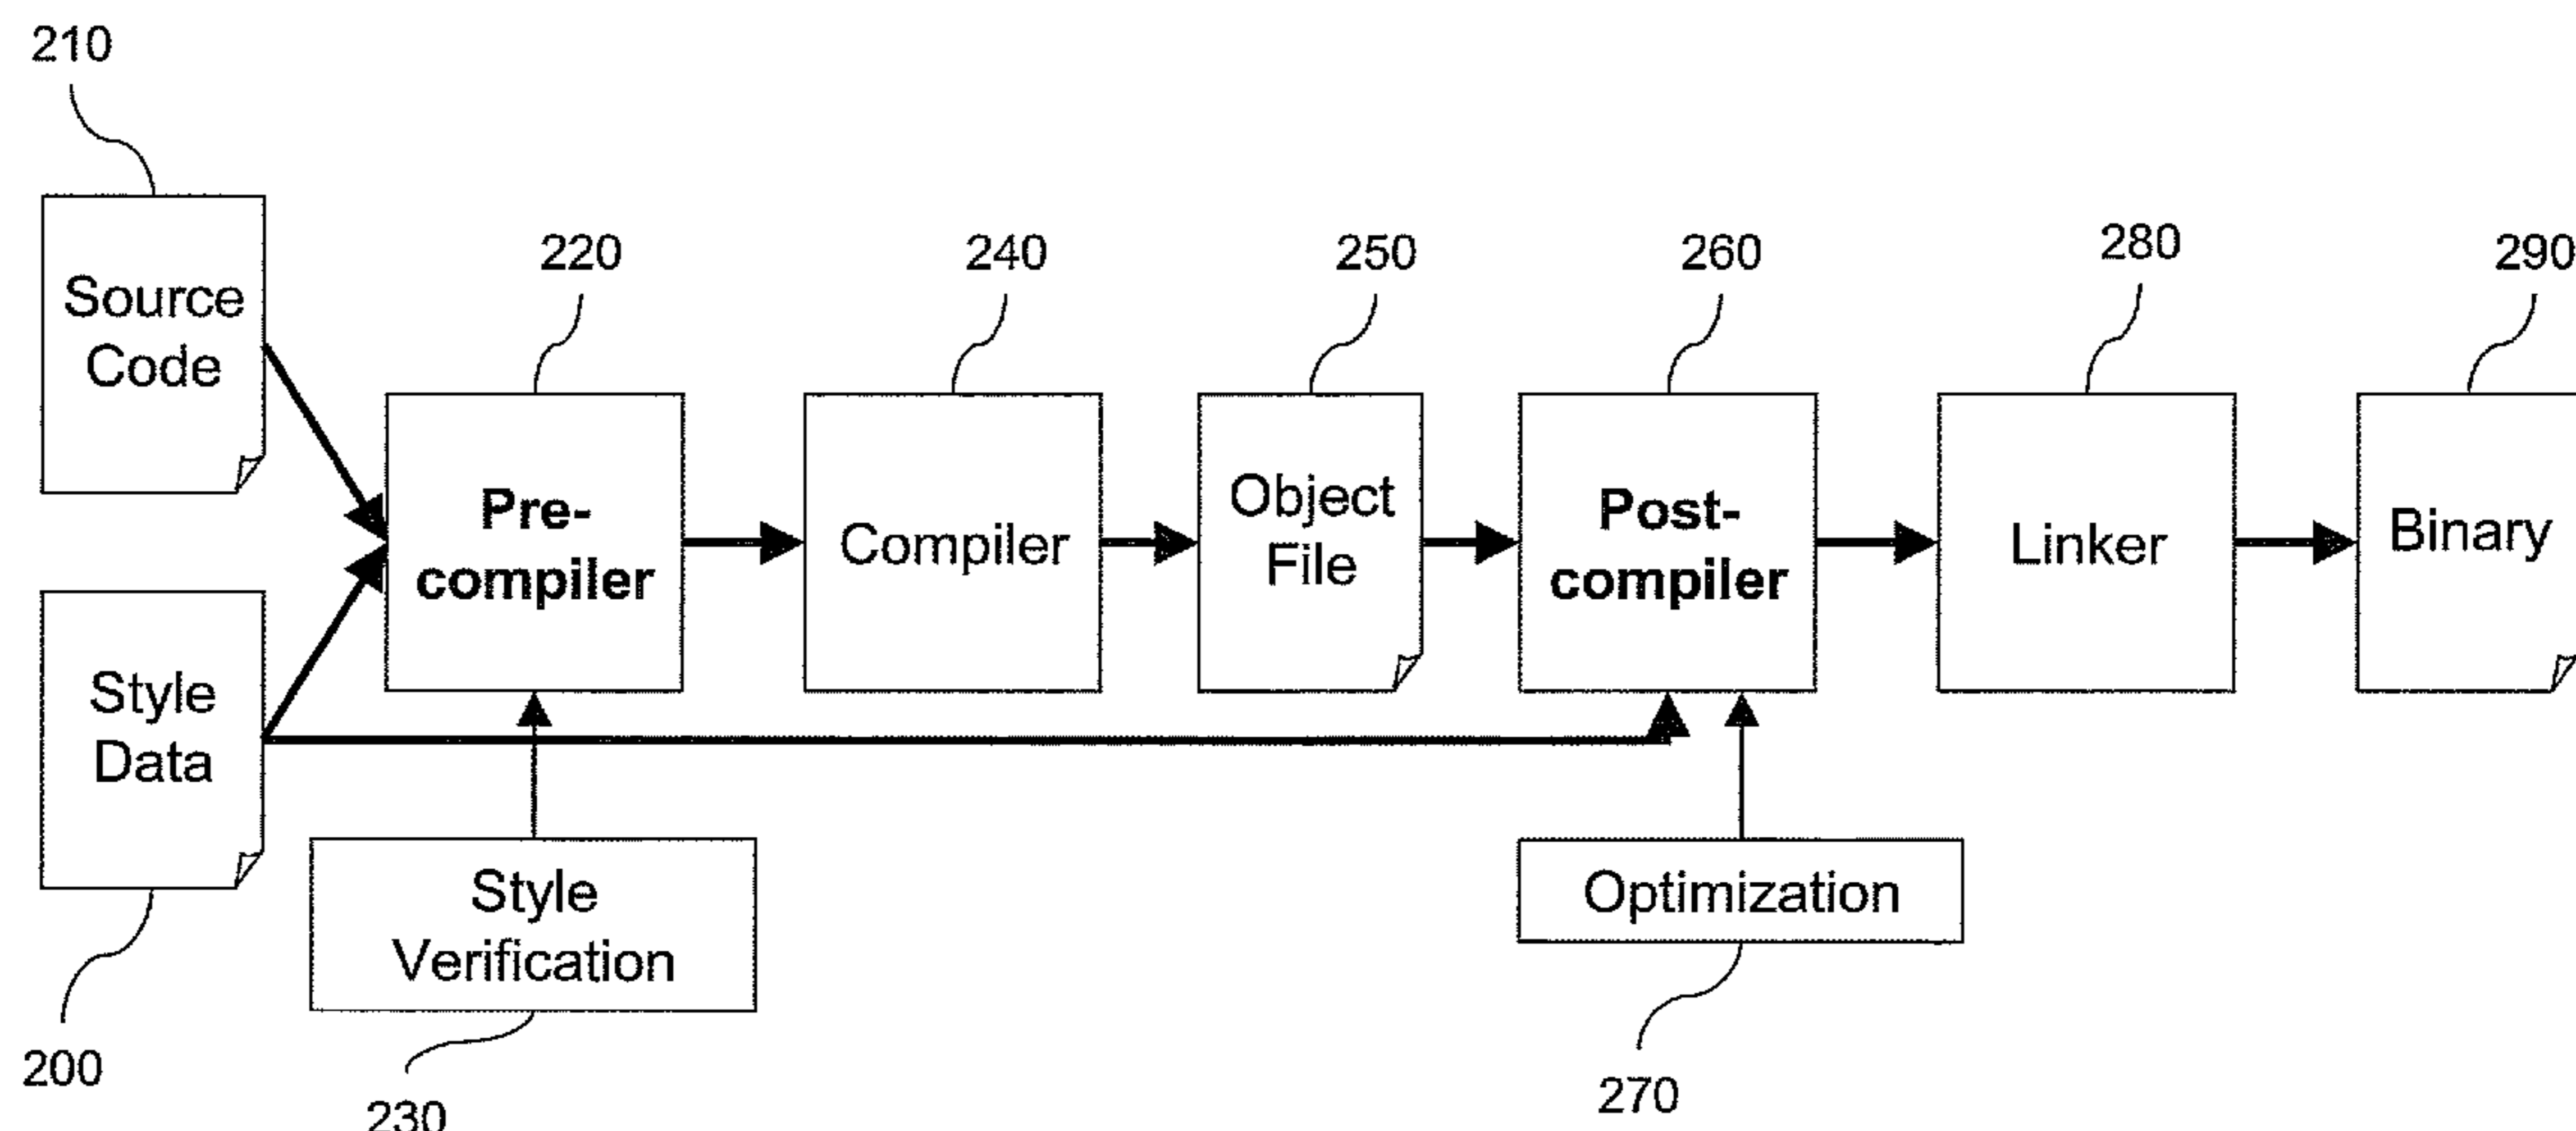 210
220
240
250
260
280
290
Source
Code
Pre-
compiler
Compiler
Object
File
Post-
compiler
Linker
Binary
Style
Data
Style
Verification
Optimization
200
230
270